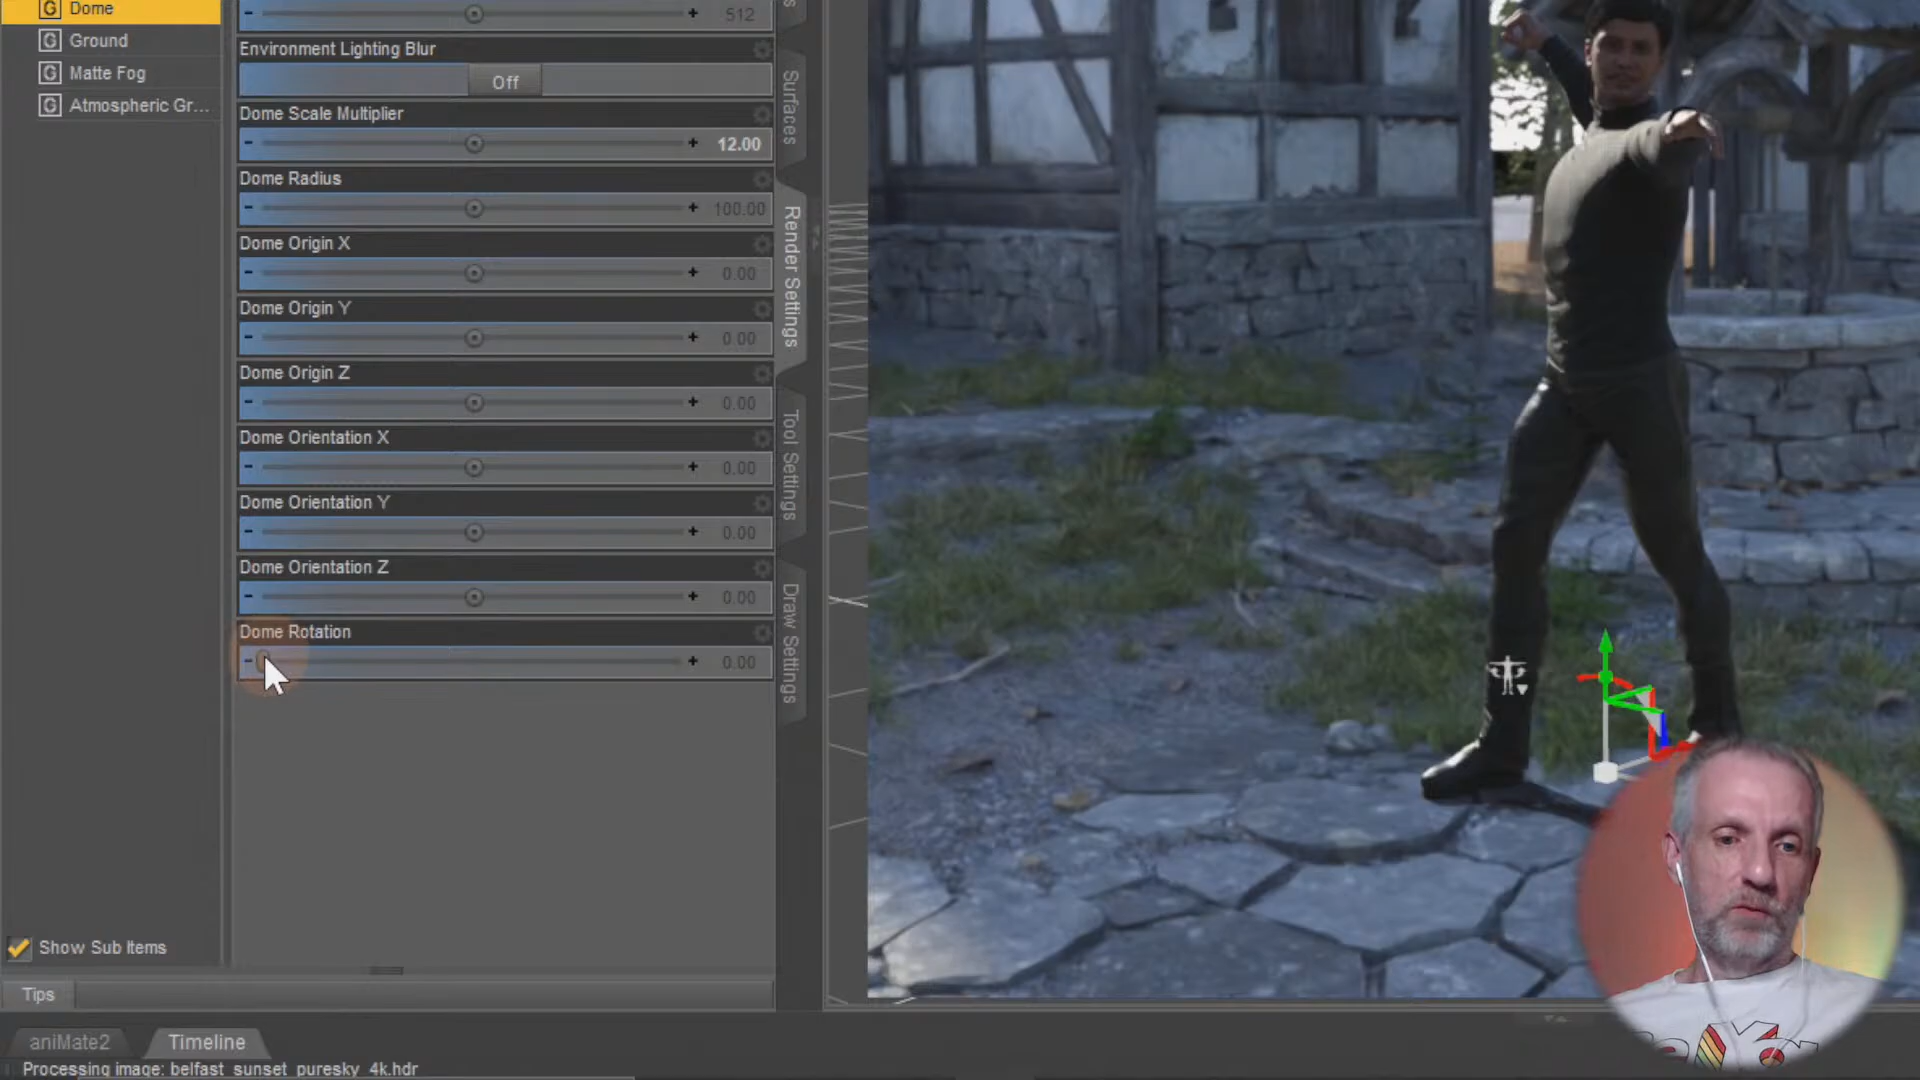 Dome
512
Ground
Environment Lighting Blur
Off
Matte Fog
Atmospheric Gr...
Dome Scale Multiplier
12.00
Dome Radius
100.00
Dome Origin X
0.00
Dome Origin Y
0.00
Dome Origin Z
0.00
Dome Orientation X
0.00
Dome Orientation Y
0.00
Dome Orientation Z
0.00
Dome Rotation
0.00
Surfaces
Render Settings
Tool Settings
Draw Settings
Show Sub Items
Tips
aniMate2
Timeline
Processing image: belfast_sunset_puresky_4k.hdr